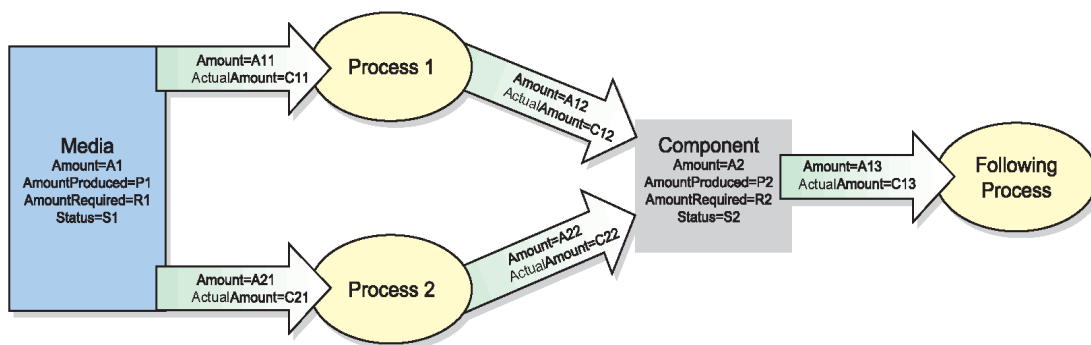 Media
Amount=A1
AmountProduced=P1
AmountRequired=R1
Status=S1
Amount=A11
ActualAmount=C11
Process 1
Amount=A12
ActualAmount=C12
Amount=A21
ActualAmount=C21
Process 2
Amount=A22
ActualAmount=C22
Component
Amount=A2
AmountProduced=P2
AmountRequired=R2
Status=S2
Amount=A13
ActualAmount=C13
Following
Process